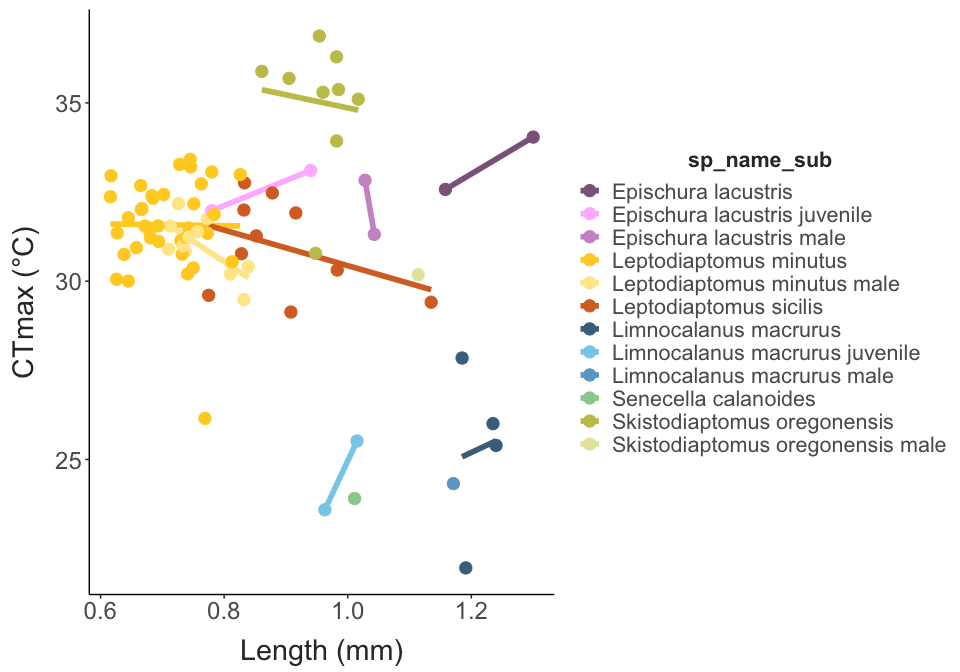 35
30
25
CTmax (°C)
0.6
0.8
1.0
1.2
Length (mm)
sp_name_sub
Epischura lacustris
Epischura lacustris juvenile
Epischura lacustris male
Leptodiaptomus minutus
Leptodiaptomus minutus male
Leptodiaptomus sicilis
Limnocalanus macrurus
Limnocalanus macrurus juvenile
Limnocalanus macrurus male
Senecella calanoides
Skistodiaptomus oregonensis
Skistodiaptomus oregonensis male